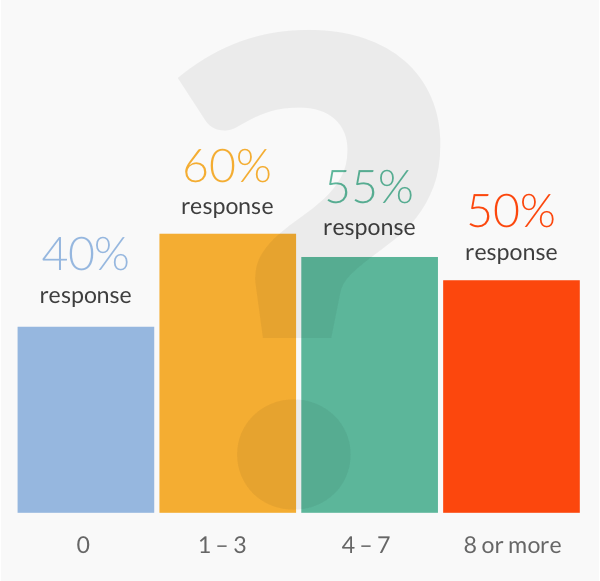 60%
response
55%
response
50%
response
40%
response
0
1 – 3
4 – 7
8 or more
?